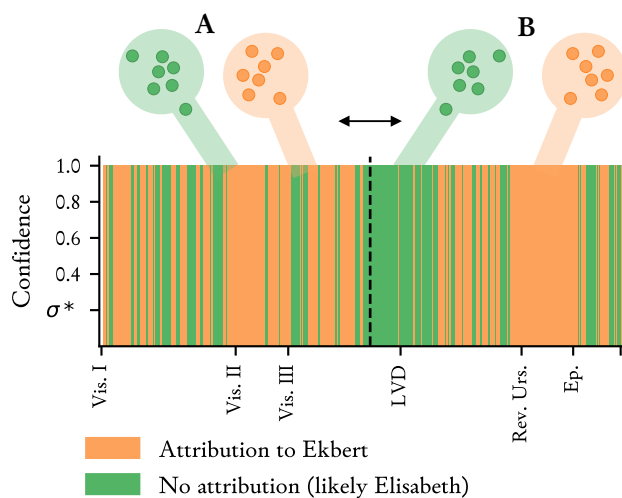 A
B
Confidence
1.0
0.8
0.6
0.4
σ*
Vis. I
Vis. II
Vis. III
LVD
Rev. Urs.
Ep.
Attribution to Ekbert
No attribution (likely Elisabeth)